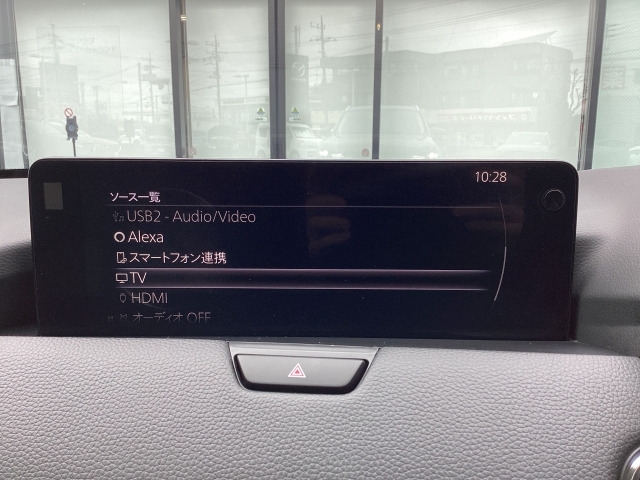 10:28
ソース一覧
USB2 - Audio/Video
Alexa
スマートフォン連携
TV
HDMI
オーディオ OFF